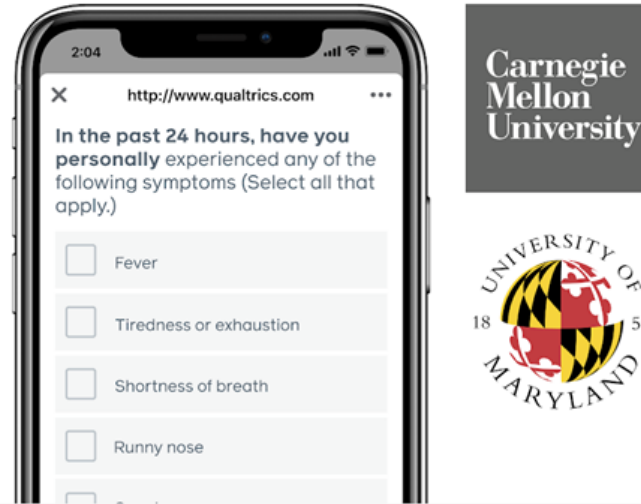 2:04
http://www.qualtrics.com
In the past 24 hours, have you
personally experienced any of the
following symptoms (Select all that
apply.)
Fever
Tiredness or exhaustion
Shortness of breath
Runny nose
Carnegie
Mellon
University
UNIVERSITY OF
18 5
MARYLAND